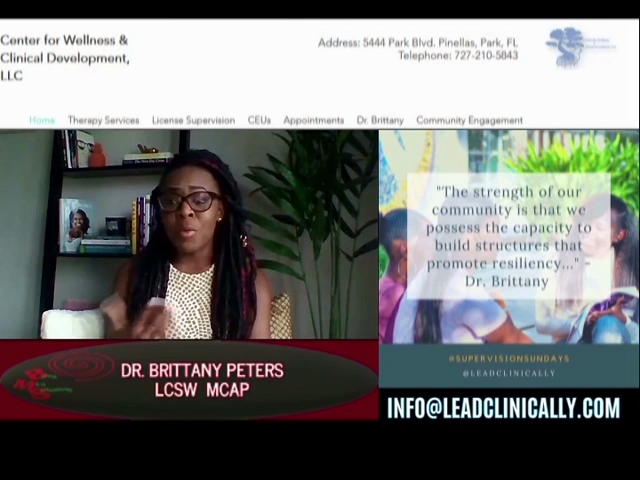 Center for Wellness &
Clinical Development,
LLC
Address: 5444 Park Blvd. Pinellas, Park, FL
Telephone: 727-210-5843
Home Therapy Services License Supervision CEUs Appointments Dr. Brittany Community Engagement
"The strength of our
community is that we
possess the capacity to
build structures that
promote resiliency..." -
Dr. Brittany
#SUPERVISIONSUNDAYS
@LEADCLINICALLY
DR. BRITTANY PETERS
LCSW MCAP
INFO@LEADCLINICALLY.COM